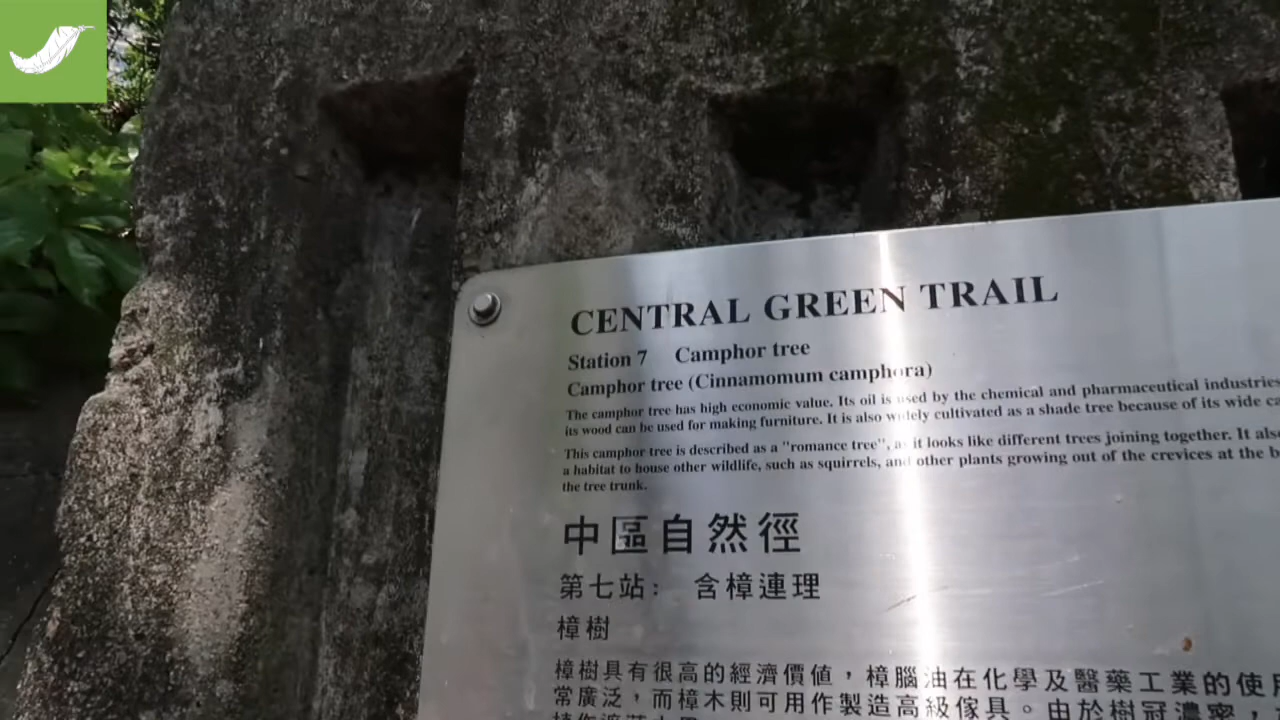 CENTRAL GREEN TRAIL
Station 7 Camphor tree
Camphor tree (Cinnamomum camphora)
The camphor tree has high economic value. Its oil is used by the chemical and pharmaceutical industries
its wood can be used for making furniture. It is also widely cultivated as a shade tree because of its wide
This camphor tree is described as a "romance tree", as it looks like different trees joining together. It also
a habitat to house other wildlife, such as squirrels, and other plants growing out of the crevices at the
the tree trunk.
中區自然徑
第七站： 含樟連理
樟樹
樟樹具有很高的經濟價值，樟腦油在化學及醫藥工業的使用
常廣泛，而樟木則可用作製造高級傢具。由於樹冠濃密，